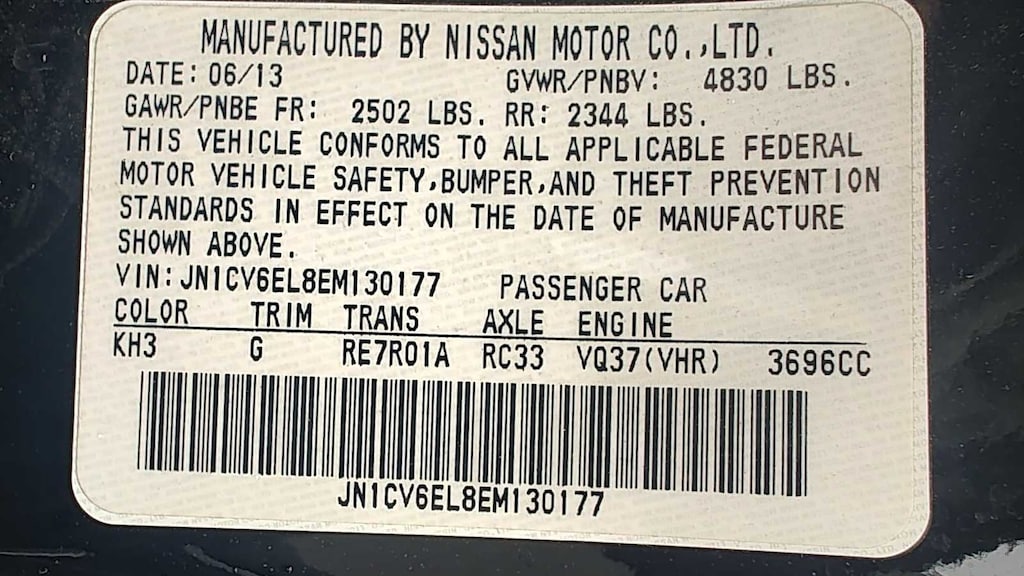 MANUFACTURED BY NISSAN MOTOR CO.,LTD.
DATE: 06/13 GVWR/PNBV: 4830 LBS.
GAWR/PNBE FR: 2502 LBS. RR: 2344 LBS.
THIS VEHICLE CONFORMS TO ALL APPLICABLE FEDERAL
MOTOR VEHICLE SAFETY,BUMPER,AND THEFT PREVENTION
STANDARDS IN EFFECT ON THE DATE OF MANUFACTURE
SHOWN ABOVE.
VIN: JN1CV6EL8EM130177 PASSENGER CAR
COLOR TRIM TRANS AXLE ENGINE
KH3 G RE7R01A RC33 VQ37(VHR) 3696CC
JN1CV6EL8EM130177